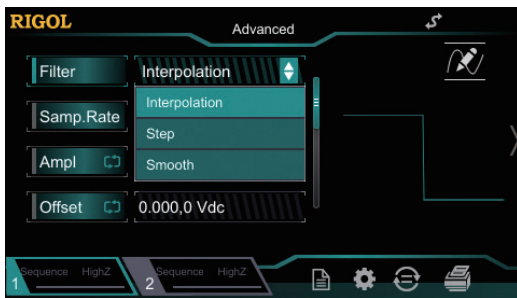 RIGOL
Advanced
Filter
Interpolation
Interpolation
Samp.Rate
Step
Ampl
Smooth
Offset
0.000,0 Vdc
1 Sequence HighZ
2 Sequence HighZ